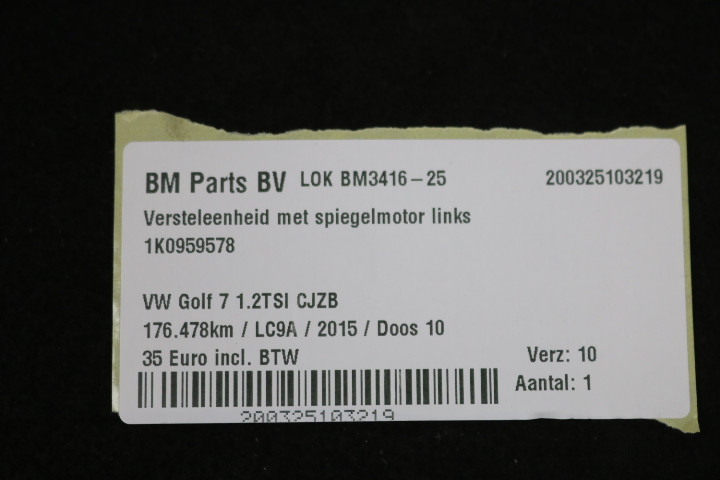 BM Parts BV LOK BM3416-25 200325103219
Versteleenheid met spiegelmotor links
1K0959578
VW Golf 7 1.2TSI CJZB
176.478km / LC9A / 2015 / Doos 10
35 Euro incl. BTW Verz: 10
Aantal: 1
200325103219